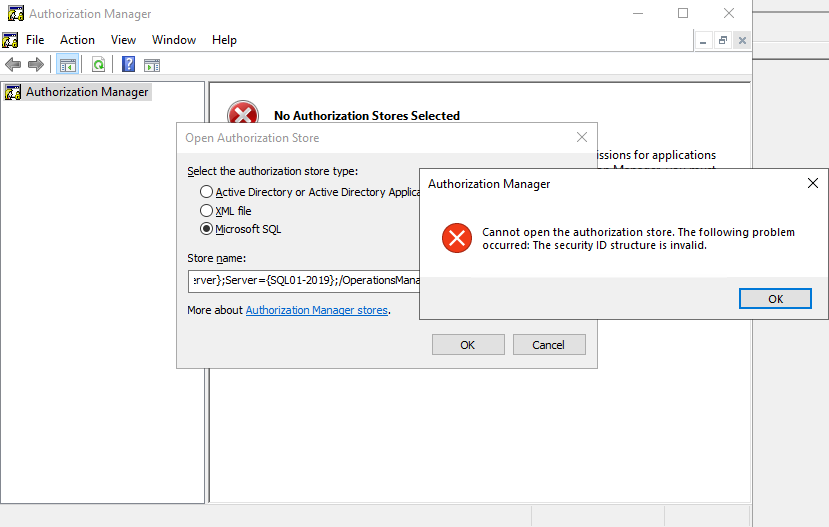 Authorization Manager
File Action View Window Help
Authorization Manager
No Authorization Stores Selected
issions for applications
Open Authorization Store
Select the authorization store type:
Active Directory or Active Directory Applica
XML file
Microsoft SQL
Store name:
erver};Server={SQL01-2019};/OperationsMana
More about Authorization Manager stores.
OK Cancel
Authorization Manager
Cannot open the authorization store. The following problem
occurred: The security ID structure is invalid.
OK